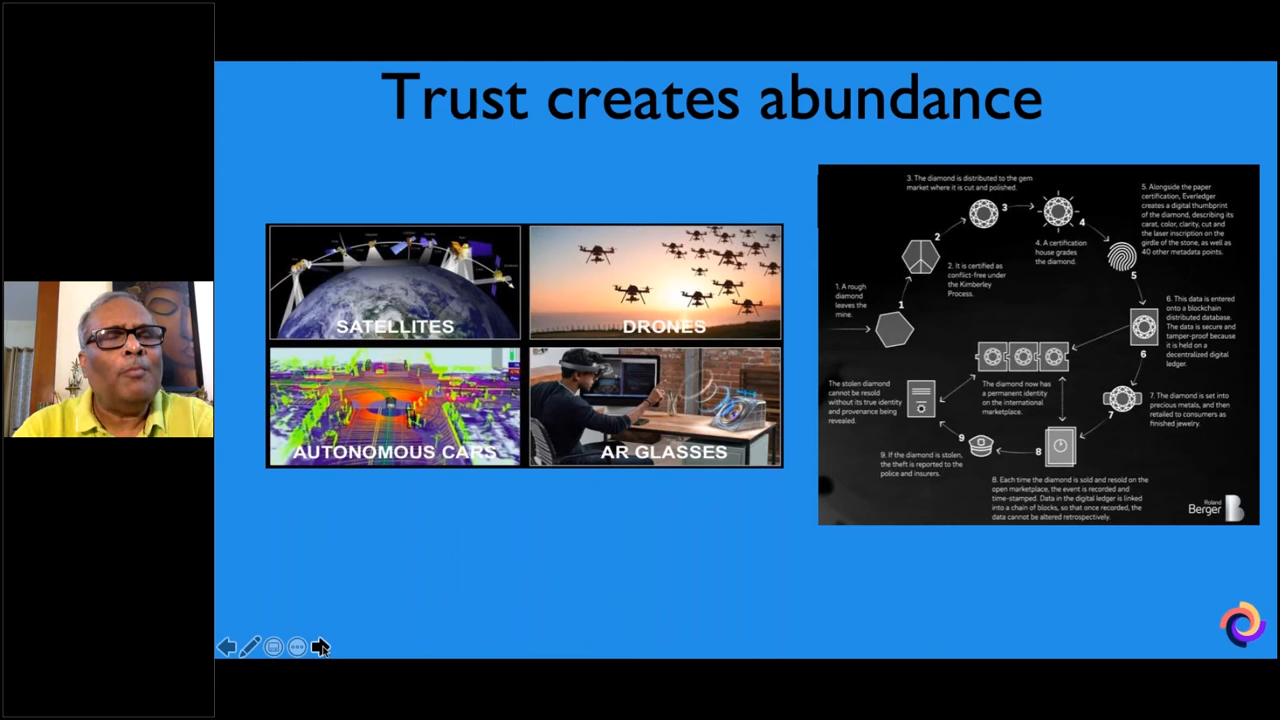 Trust creates abundance
SATELLITES
DRONES
AUTONOMOUS CARS
AR GLASSES
1. A rough
diamond
leaves the
mine.
1
2
2. It is certified as
conflict-free under
the Kimberley
Process.
3. The diamond is distributed to the gem
market where it is cut and polished.
3
4
4. A certification
house grades
the diamond.
5. Alongside the paper
certification, Everledger
creates a digital thumbprint
of the diamond, describing its
carat, color, clarity, cut and
the laser inscription on the
girdle of the stone, as well as
40 other metadata points.
5
6. This data is entered
onto a blockchain
distributed database.
The data is secure and
tamper-proof because
it is held on a
decentralized digital
ledger.
6
7. The diamond is set into
precious metals, and then
retailed to consumers as
finished jewelry.
7
8
8. Each time the diamond is sold and resold on the
open marketplace, the event is recorded and
time-stamped. Data in the digital ledger is linked
into a chain of blocks, so that once recorded, the
data cannot be altered retrospectively.
9
9. If the diamond is stolen,
the theft is reported to the
police and insurers.
The stolen diamond
cannot be resold
without its true identity
and provenance being
revealed.
The diamond now has
a permanent identity
on the international
marketplace.
Roland
Berger
B